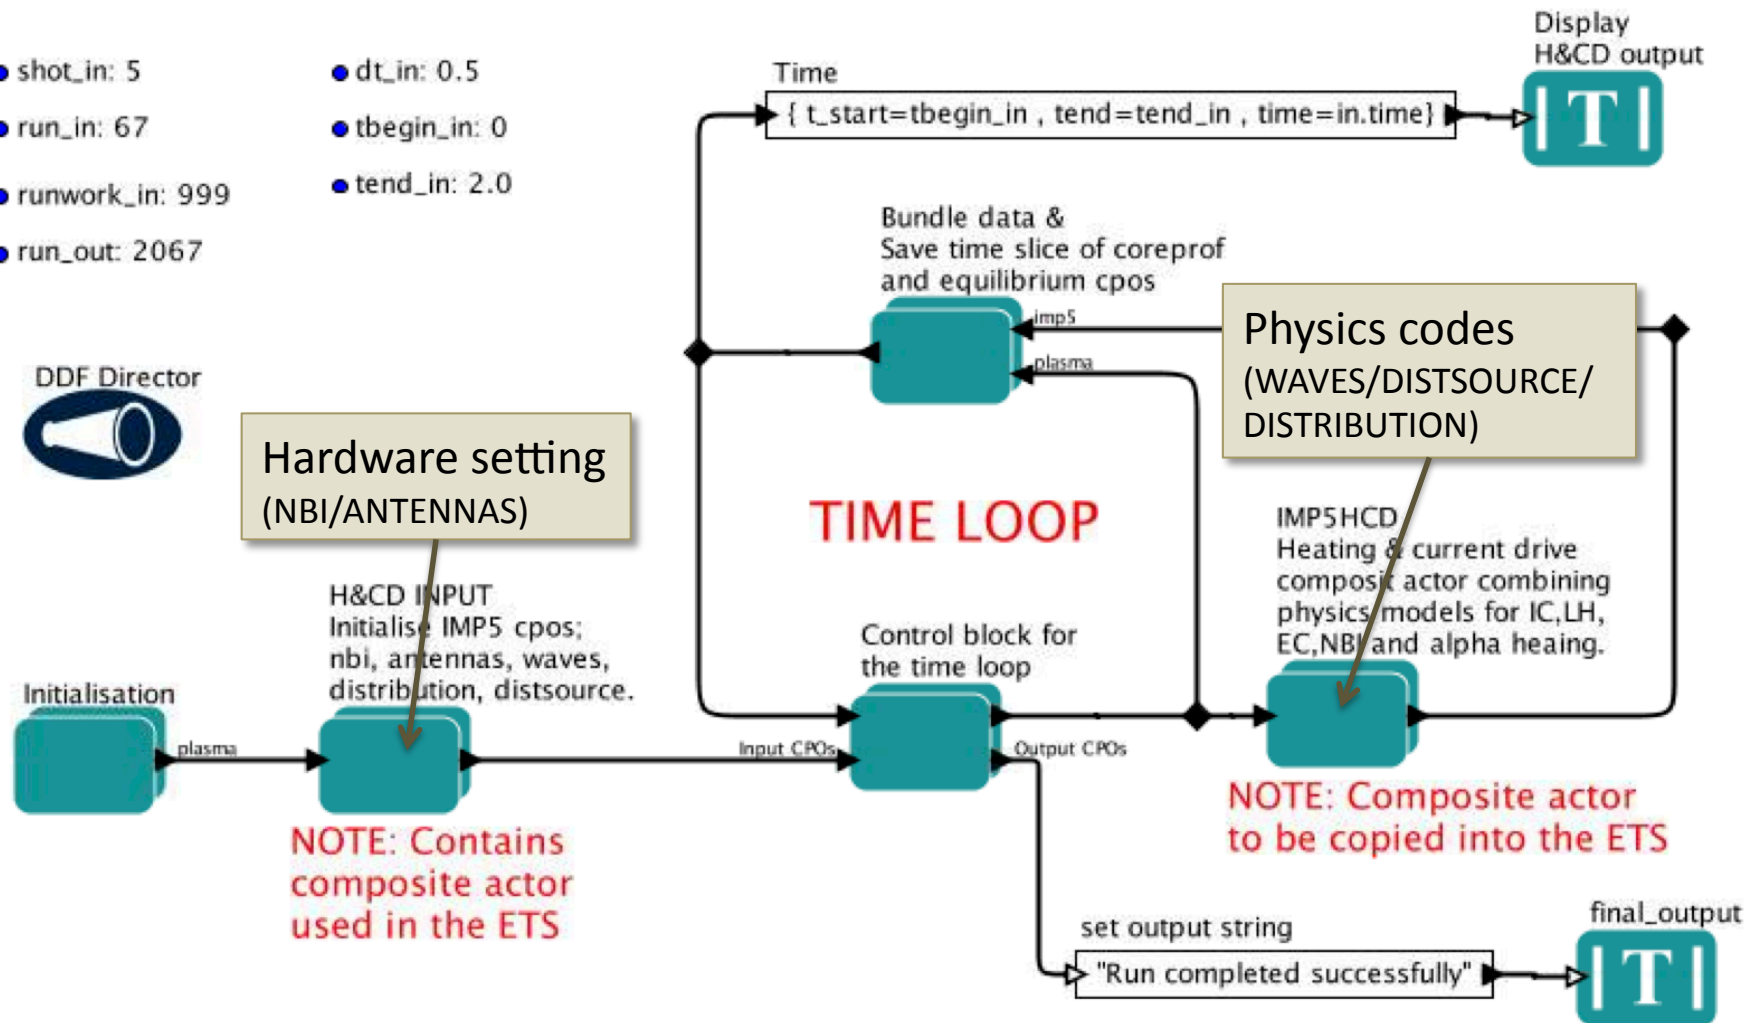 shot_in: 5
run_in: 67
runwork_in: 999
run_out: 2067
dt_in: 0.5
tbegin_in: 0
tend_in: 2.0
Time
{ t_start=tbegin_in , tend=tend_in , time=in.time}
Display
H&CD output
T
Bundle data &
Save time slice of coreprof
and equilibrium cpos
imp5
plasma
Physics codes
(WAVES/DISTSOURCE/
DISTRIBUTION)
DDF Director
Hardware setting
(NBI/ANTENNAS)
TIME LOOP
IMP5HCD
Heating & current drive
composit actor combining
physics models for IC,LH,
EC,NBI and alpha heaing.
H&CD INPUT
Initialise IMP5 cpos;
nbi, antennas, waves,
distribution, distsource.
Control block for
the time loop
Initialisation
plasma
Input CPOs
Output CPOs
NOTE: Contains
composite actor
used in the ETS
NOTE: Composite actor
to be copied into the ETS
set output string
"Run completed successfully"
final_output
T